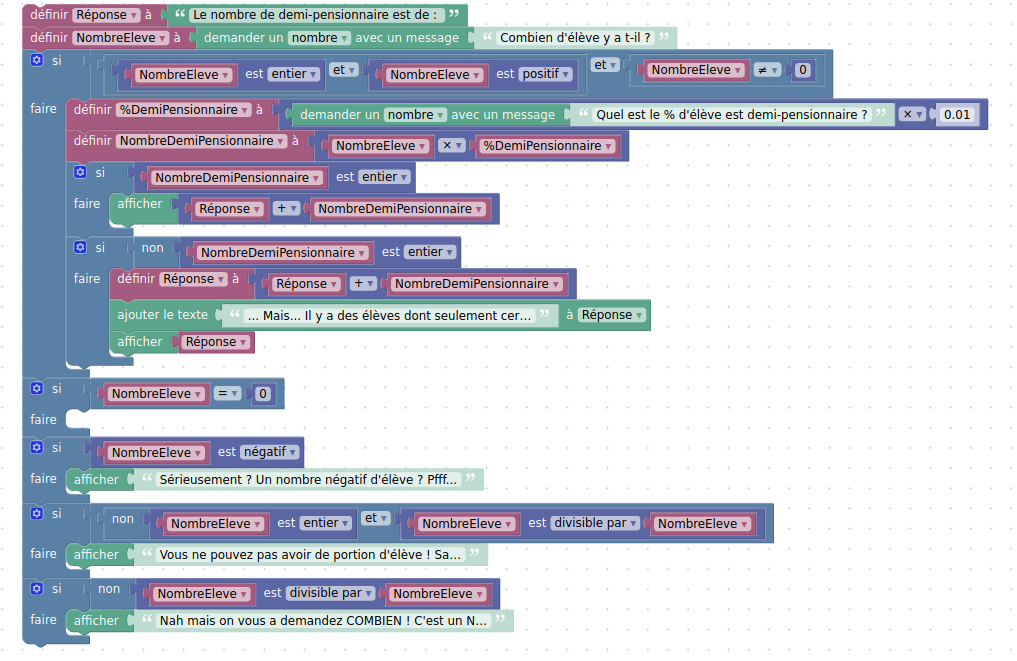 définir Réponse ▾ à “ Le nombre de demi-pensionnaire est de : ”
définir NombreEleve ▾ à demander un nombre ▾ avec un message “ Combien d'élève y a t-il ? ”
si NombreEleve ▾ est entier ▾ et ▾ NombreEleve ▾ est positif ▾ et ▾ NombreEleve ▾ ≠ ▾ 0
faire définir %DemiPensionnaire ▾ à demander un nombre ▾ avec un message “ Quel est le % d'élève est demi-pensionnaire ? ” × ▾ 0.01
définir NombreDemiPensionnaire ▾ à NombreEleve ▾ × ▾ %DemiPensionnaire ▾
si NombreDemiPensionnaire ▾ est entier ▾
faire afficher Réponse ▾ + ▾ NombreDemiPensionnaire ▾
si non NombreDemiPensionnaire ▾ est entier ▾
faire définir Réponse ▾ à Réponse ▾ + ▾ NombreDemiPensionnaire ▾
ajouter le texte “ ... Mais... Il y a des élèves dont seulement cer... ” à Réponse ▾
afficher Réponse ▾
si NombreEleve ▾ = ▾ 0
faire
si NombreEleve ▾ est négatif ▾
faire afficher “ Sérieusement ? Un nombre négatif d'élève ? Pfff... ”
si non NombreEleve ▾ est entier ▾ et ▾ NombreEleve ▾ est divisible par ▾ NombreEleve ▾
faire afficher “ Vous ne pouvez pas avoir de portion d'élève ! Sa... ”
si non NombreEleve ▾ est divisible par ▾ NombreEleve ▾
faire afficher “ Nah mais on vous a demandez COMBIEN ! C'est un N... ”